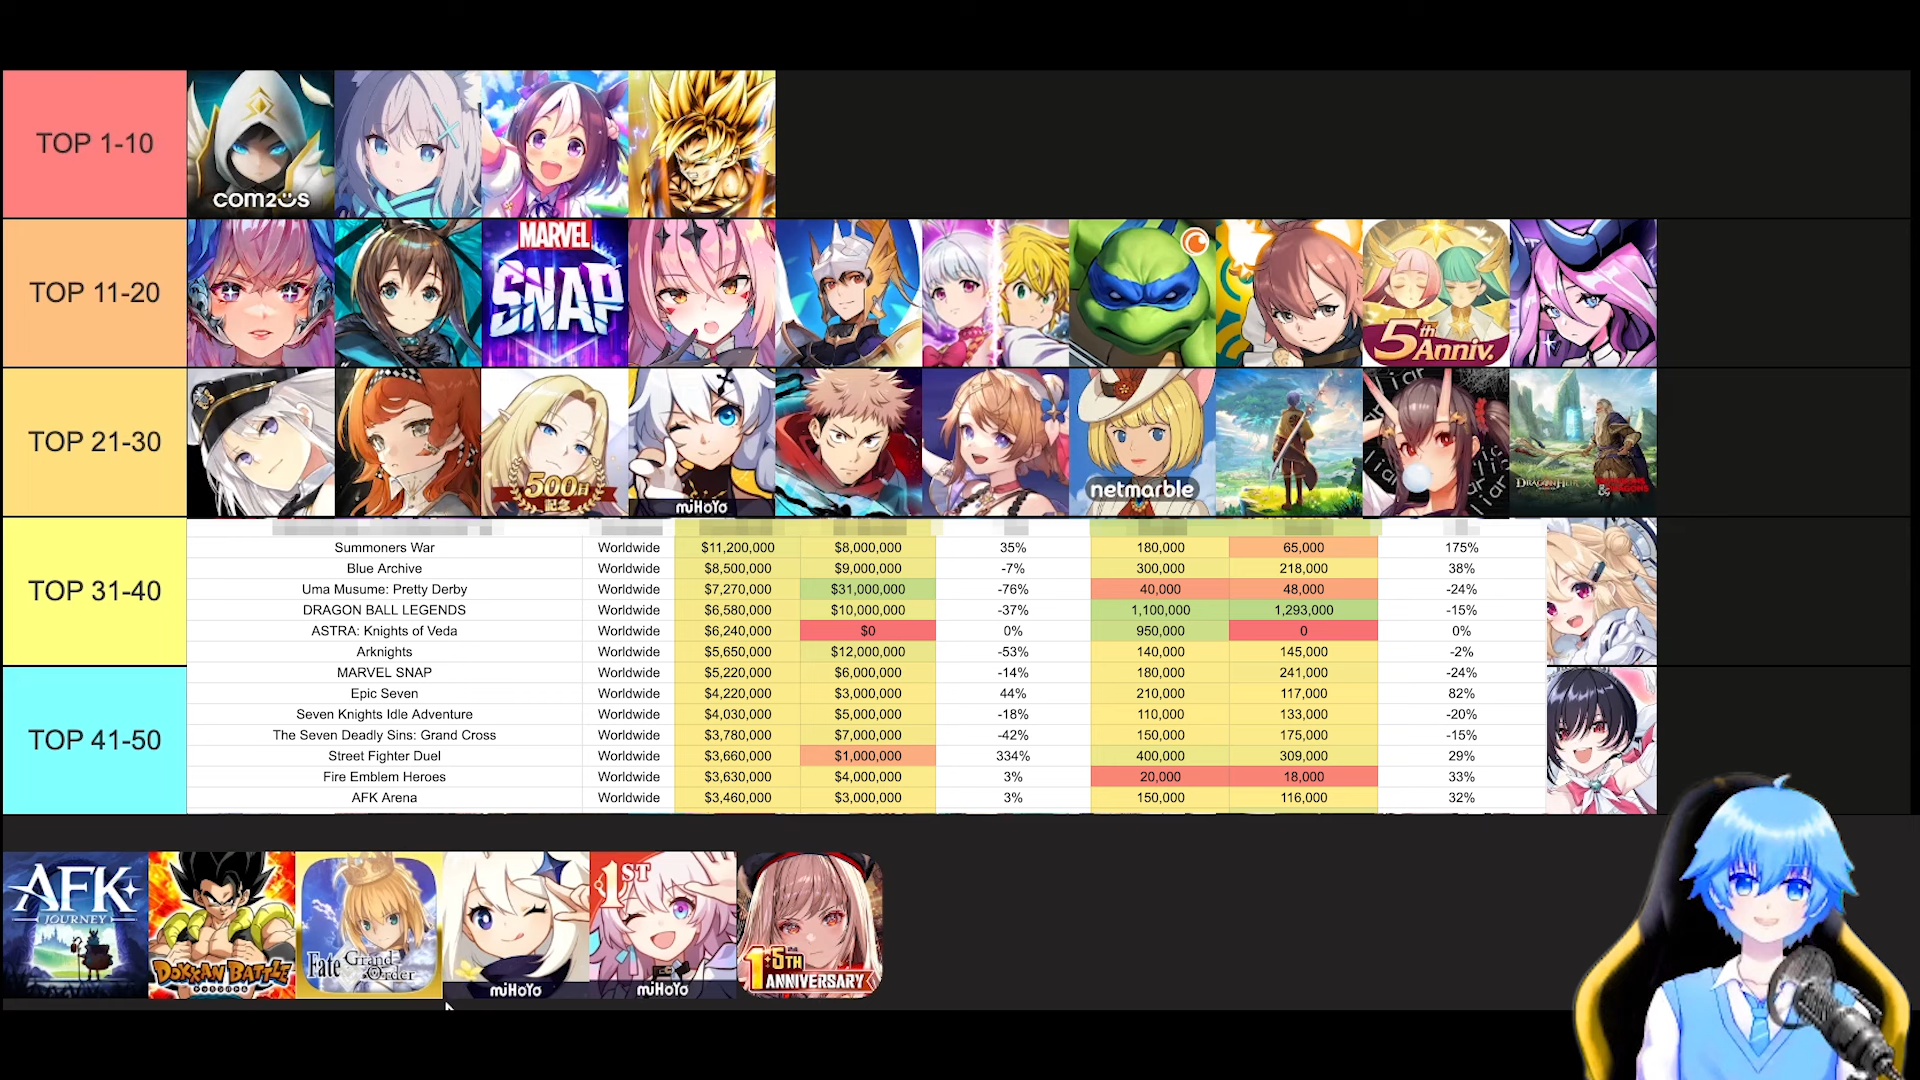 TOP 1-10
com2us
TOP 11-20
MARVEL
SNAP
5th
Anniv.
TOP 21-30
500日
記念
miHoYo
netmarble
Liar
DRAGONHEIR
DUNGEONS
& DRAGONS
TOP 31-40
TOP 41-50
Summoners War Worldwide $11,200,000 $8,000,000 35% 180,000 65,000 175%
Blue Archive Worldwide $8,500,000 $9,000,000 -7% 300,000 218,000 38%
Uma Musume: Pretty Derby Worldwide $7,270,000 $31,000,000 -76% 40,000 48,000 -24%
DRAGON BALL LEGENDS Worldwide $6,580,000 $10,000,000 -37% 1,100,000 1,293,000 -15%
ASTRA: Knights of Veda Worldwide $6,240,000 $0 0% 950,000 0 0%
Arknights Worldwide $5,650,000 $12,000,000 -53% 140,000 145,000 -2%
MARVEL SNAP Worldwide $5,220,000 $6,000,000 -14% 180,000 241,000 -24%
Epic Seven Worldwide $4,220,000 $3,000,000 44% 210,000 117,000 82%
Seven Knights Idle Adventure Worldwide $4,030,000 $5,000,000 -18% 110,000 133,000 -20%
The Seven Deadly Sins: Grand Cross Worldwide $3,780,000 $7,000,000 -42% 150,000 175,000 -15%
Street Fighter Duel Worldwide $3,660,000 $1,000,000 334% 400,000 309,000 29%
Fire Emblem Heroes Worldwide $3,630,000 $4,000,000 3% 20,000 18,000 33%
AFK Arena Worldwide $3,460,000 $3,000,000 3% 150,000 116,000 32%
AFK
JOURNEY
DOKKAN BATTLE
Fate Grand Order
miHoYo
1ST
miHoYo
1.5TH
ANNIVERSARY